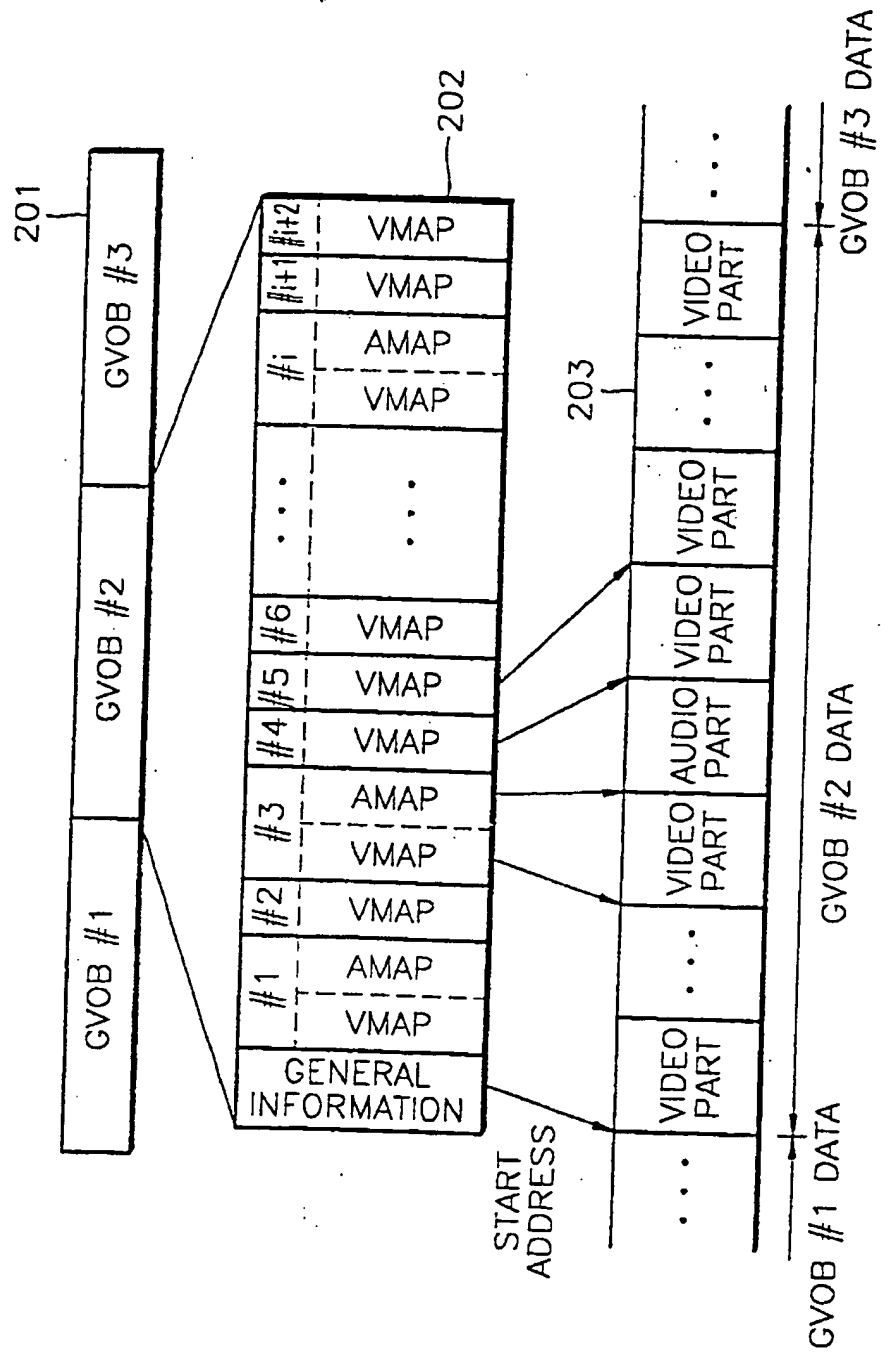 201
GVOB #1
GVOB #2
GVOB #3
202
GENERAL
INFORMATION
#1
VMAP
AMAP
#2
VMAP
#3
VMAP
AMAP
#4
VMAP
#5
VMAP
#6
VMAP
...
...
#i
VMAP
AMAP
#i+1
VMAP
#i+2
VMAP
START
ADDRESS
203
...
VIDEO
PART
...
VIDEO
PART
AUDIO
PART
VIDEO
PART
VIDEO
PART
...
VIDEO
PART
...
GVOB #1 DATA
GVOB #2 DATA
GVOB #3 DATA